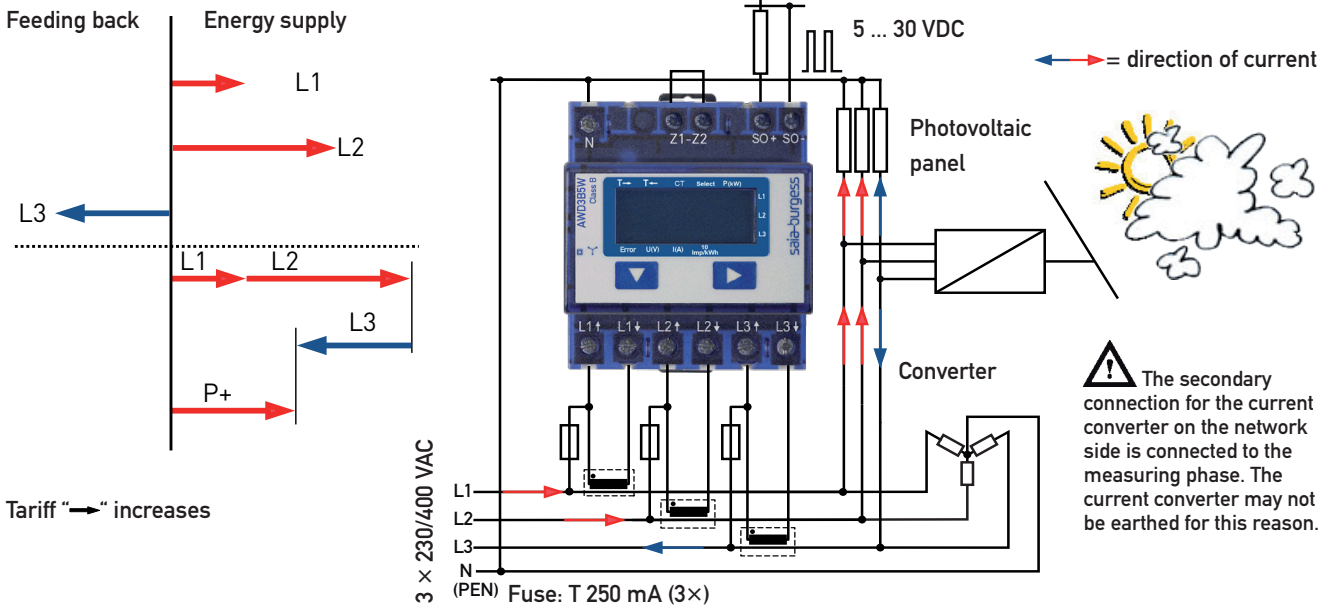 Feeding back
Energy supply
L1
L2
L3
L1
L2
L3
P+
Tariff “→“ increases
5 ... 30 VDC
= direction of current
N
Z1-Z2
SO+
SO-
Photovoltaic
panel
AWD3B5W
Class B
T→ T← CT Select P(kW)
L1
L2
L3
Error U(V) I(A) 10 Imp/kWh
saia-burgess
L1↑ L1↓ L2↑ L2↓ L3↑ L3↓
Converter
3 × 230/400 VAC
L1
L2
L3
N
(PEN)
Fuse: T 250 mA (3×)
The secondary
connection for the current
converter on the network
side is connected to the
measuring phase. The
current converter may not
be earthed for this reason.